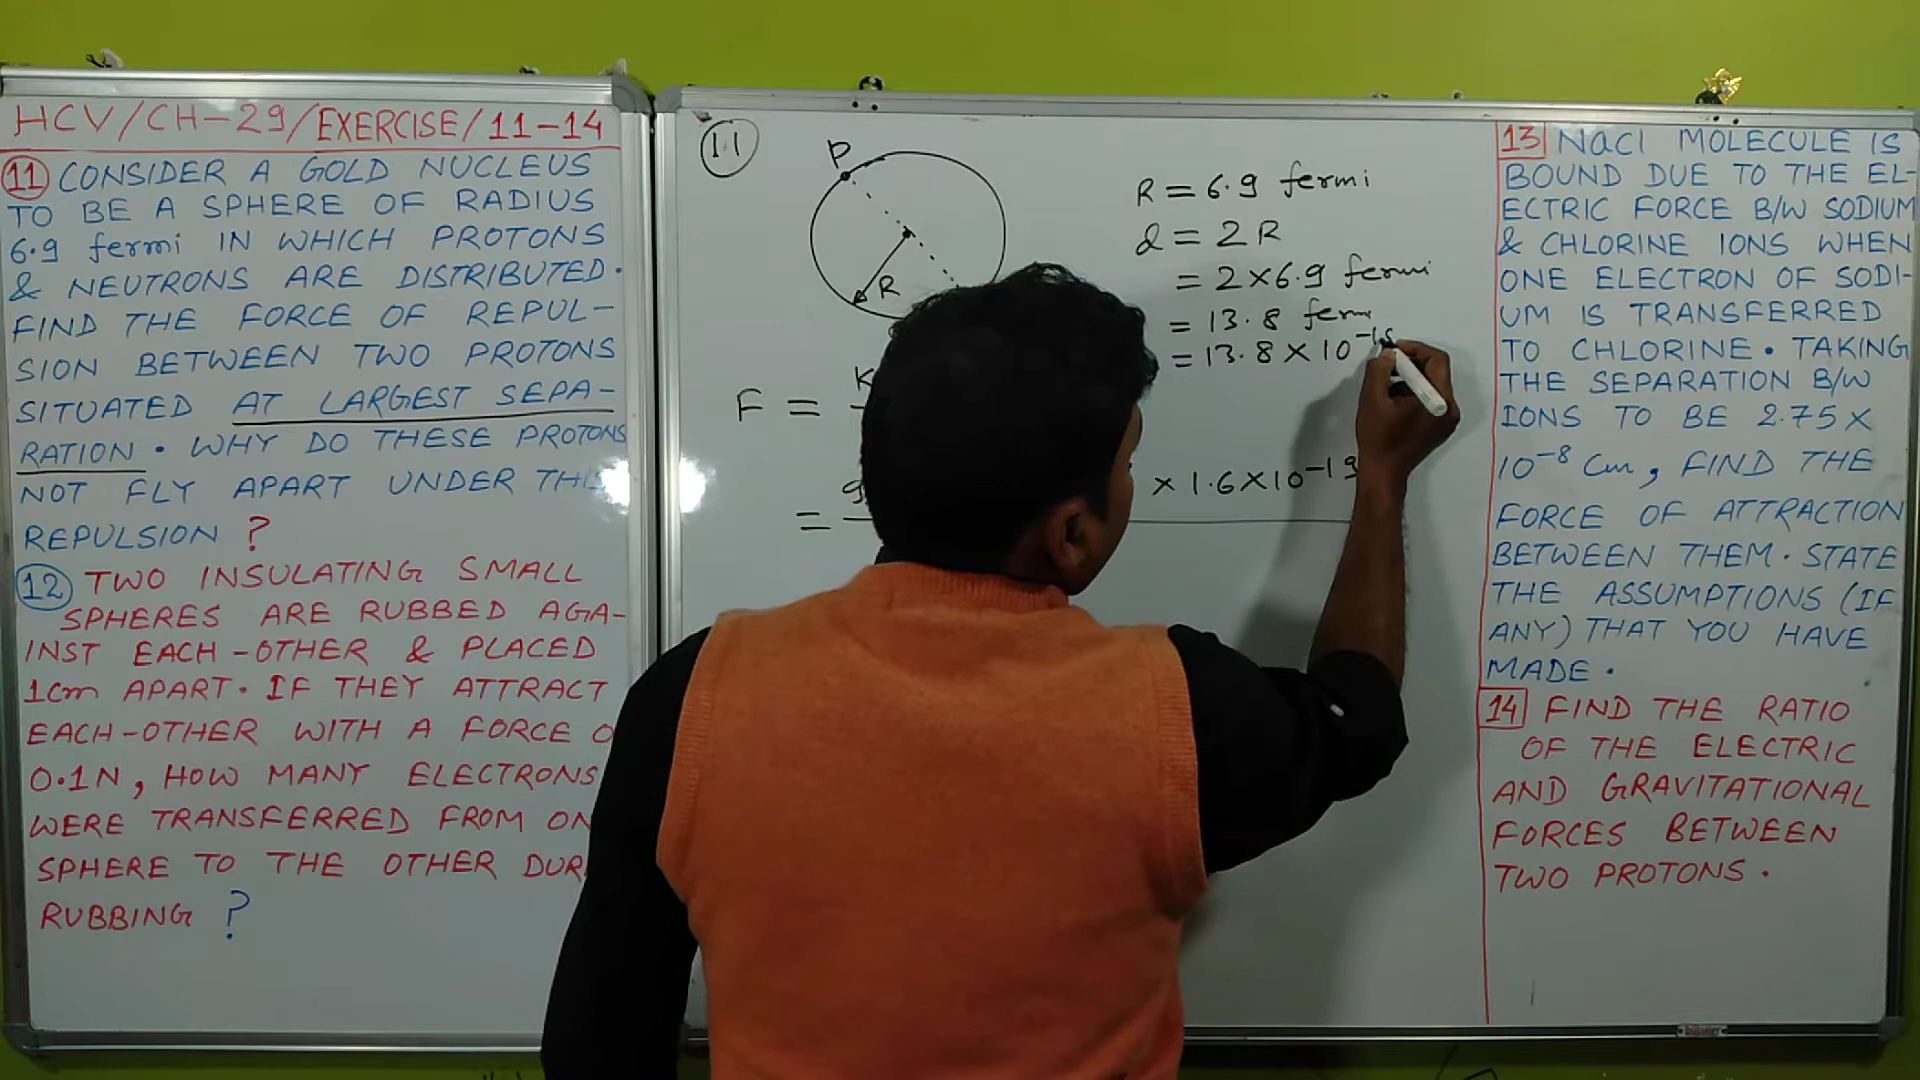 HCV/CH-29/EXERCISE/11-14
11 CONSIDER A GOLD NUCLEUS
TO BE A SPHERE OF RADIUS
6.9 fermi IN WHICH PROTONS
& NEUTRONS ARE DISTRIBUTED.
FIND THE FORCE OF REPUL-
SION BETWEEN TWO PROTONS
SITUATED AT LARGEST SEPA-
RATION. WHY DO THESE PROTONS
NOT FLY APART UNDER THIS
REPULSION ?
12 TWO INSULATING SMALL
SPHERES ARE RUBBED AGA-
INST EACH-OTHER & PLACED
1cm APART. IF THEY ATTRACT
EACH-OTHER WITH A FORCE O
0.1N, HOW MANY ELECTRONS
WERE TRANSFERRED FROM ON
SPHERE TO THE OTHER DUR
RUBBING ?
11
P
R
R = 6.9 fermi
d = 2R
= 2×6.9 fermi
= 13.8 fermi
= 13.8 × 10⁻¹⁵
F = K
= 9 × 1.6×10⁻¹⁹
13 NaCl MOLECULE IS
BOUND DUE TO THE EL-
ECTRIC FORCE B/W SODIUM
& CHLORINE IONS WHEN
ONE ELECTRON OF SODI-
UM IS TRANSFERRED
TO CHLORINE. TAKING
THE SEPARATION B/W
IONS TO BE 2.75×
10⁻⁸ Cm, FIND THE
FORCE OF ATTRACTION
BETWEEN THEM. STATE
THE ASSUMPTIONS (IF
ANY) THAT YOU HAVE
MADE.
14 FIND THE RATIO
OF THE ELECTRIC
AND GRAVITATIONAL
FORCES BETWEEN
TWO PROTONS.